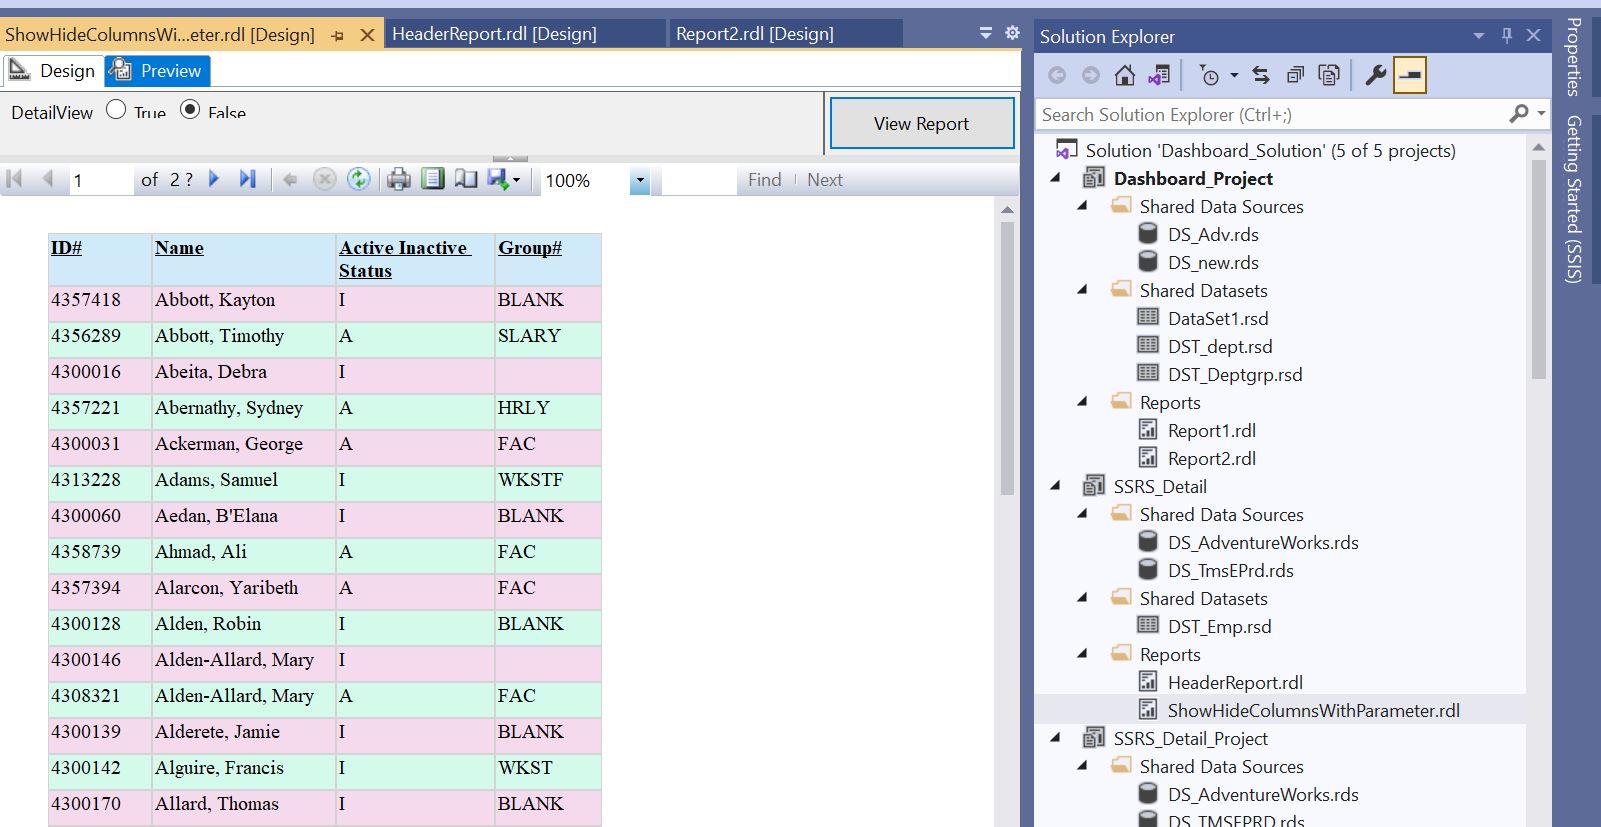 ShowHideColumnsWi...eter.rdl [Design]
HeaderReport.rdl [Design]
Report2.rdl [Design]
Design
Preview
DetailView True False
View Report
1 of 2 ? 100% Find Next
ID# Name Active Inactive Status Group#
4357418 Abbott, Kayton I BLANK
4356289 Abbott, Timothy A SLARY
4300016 Abeita, Debra I
4357221 Abernathy, Sydney A HRLY
4300031 Ackerman, George A FAC
4313228 Adams, Samuel I WKSTF
4300060 Aedan, B'Elana I BLANK
4358739 Ahmad, Ali A FAC
4357394 Alarcon, Yaribeth A FAC
4300128 Alden, Robin I BLANK
4300146 Alden-Allard, Mary I
4308321 Alden-Allard, Mary A FAC
4300139 Alderete, Jamie I BLANK
4300142 Alguire, Francis I WKST
4300170 Allard, Thomas I BLANK
Solution Explorer
Search Solution Explorer (Ctrl+;)
Solution 'Dashboard_Solution' (5 of 5 projects)
Dashboard_Project
Shared Data Sources
DS_Adv.rds
DS_new.rds
Shared Datasets
DataSet1.rsd
DST_dept.rsd
DST_Deptgrp.rsd
Reports
Report1.rdl
Report2.rdl
SSRS_Detail
Shared Data Sources
DS_AdventureWorks.rds
DS_TmsEPrd.rds
Shared Datasets
DST_Emp.rsd
Reports
HeaderReport.rdl
ShowHideColumnsWithParameter.rdl
SSRS_Detail_Project
Shared Data Sources
DS_AdventureWorks.rds
DS_TMSEPRD.rds
Properties
Getting Started (SSIS)